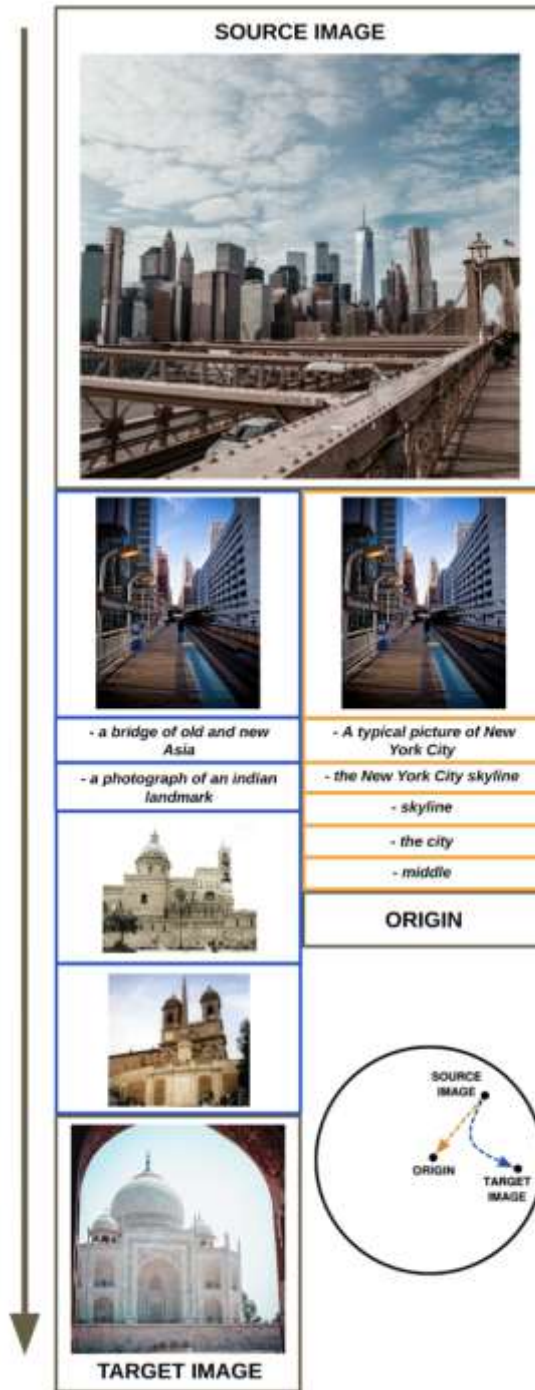 SOURCE IMAGE
- a bridge of old and new
Asia
- a photograph of an indian
landmark
- A typical picture of New
York City
- the New York City skyline
- skyline
- the city
- middle
ORIGIN
SOURCE
IMAGE
ORIGIN
TARGET
IMAGE
TARGET IMAGE